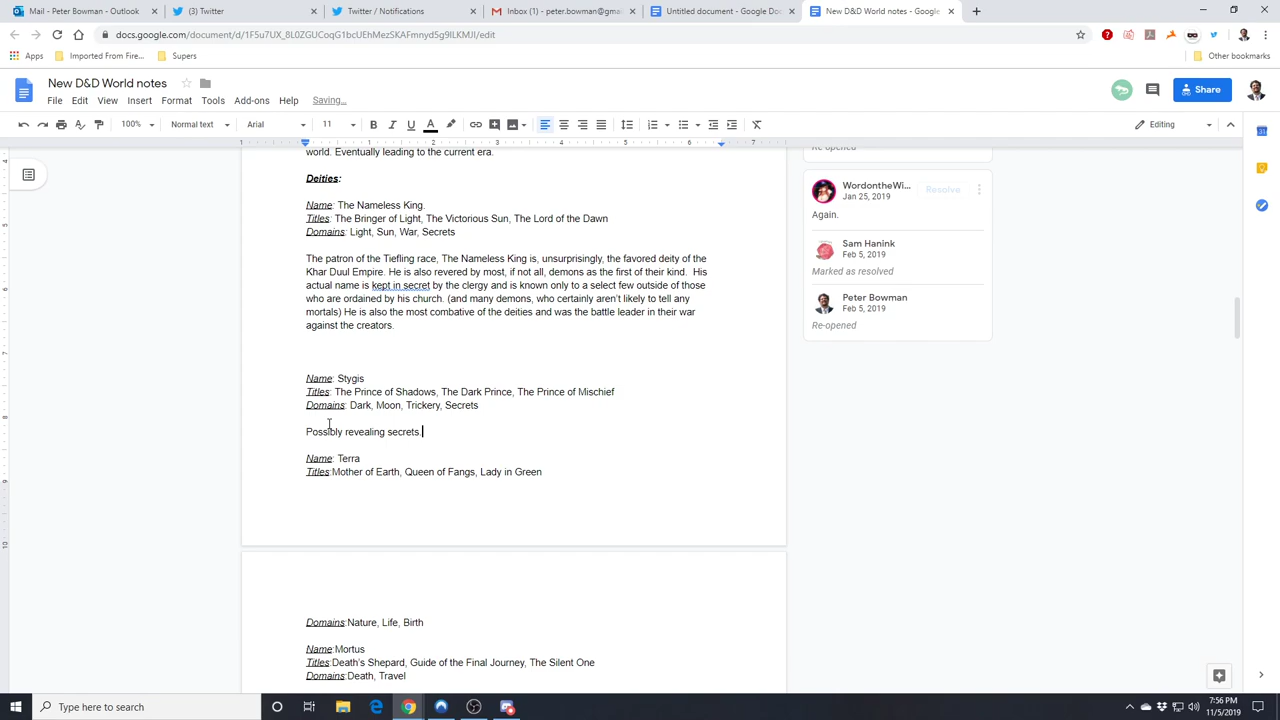 Mail - Peter Bowman - Outlook
(3) Twitter
Twitter / Notifications
Inbox (1) - peter.bowman@gma
Untitled document - Google Doc
New D&D World notes - Google
Apps
Imported From Fire...
Supers
Other bookmarks
New D&D World notes
File Edit View Insert Format Tools Add-ons Help Saving...
Share
100% Normal text Arial 11 Editing
world. Eventually leading to the current era.
Deities:
Name: The Nameless King.
Titles: The Bringer of Light, The Victorious Sun, The Lord of the Dawn
Domains: Light, Sun, War, Secrets
The patron of the Tiefling race, The Nameless King is, unsurprisingly, the favored deity of the
Khar Duul Empire. He is also revered by most, if not all, demons as the first of their kind. His
actual name is kept in secret by the clergy and is known only to a select few outside of those
who are ordained by his church. (and many demons, who certainly aren't likely to tell any
mortals) He is also the most combative of the deities and was the battle leader in their war
against the creators.
Name: Stygis
Titles: The Prince of Shadows, The Dark Prince, The Prince of Mischief
Domains: Dark, Moon, Trickery, Secrets
Possibly revealing secrets.
Name: Terra
Titles:Mother of Earth, Queen of Fangs, Lady in Green
Domains:Nature, Life, Birth
Name:Mortus
Titles:Death's Shepard, Guide of the Final Journey, The Silent One
Domains:Death, Travel
Re-opened
WordontheWi...
Resolve
Jan 25, 2019
Again.
Sam Hanink
Feb 5, 2019
Marked as resolved
Peter Bowman
Feb 5, 2019
Re-opened
Type here to search
7:56 PM
11/5/2019